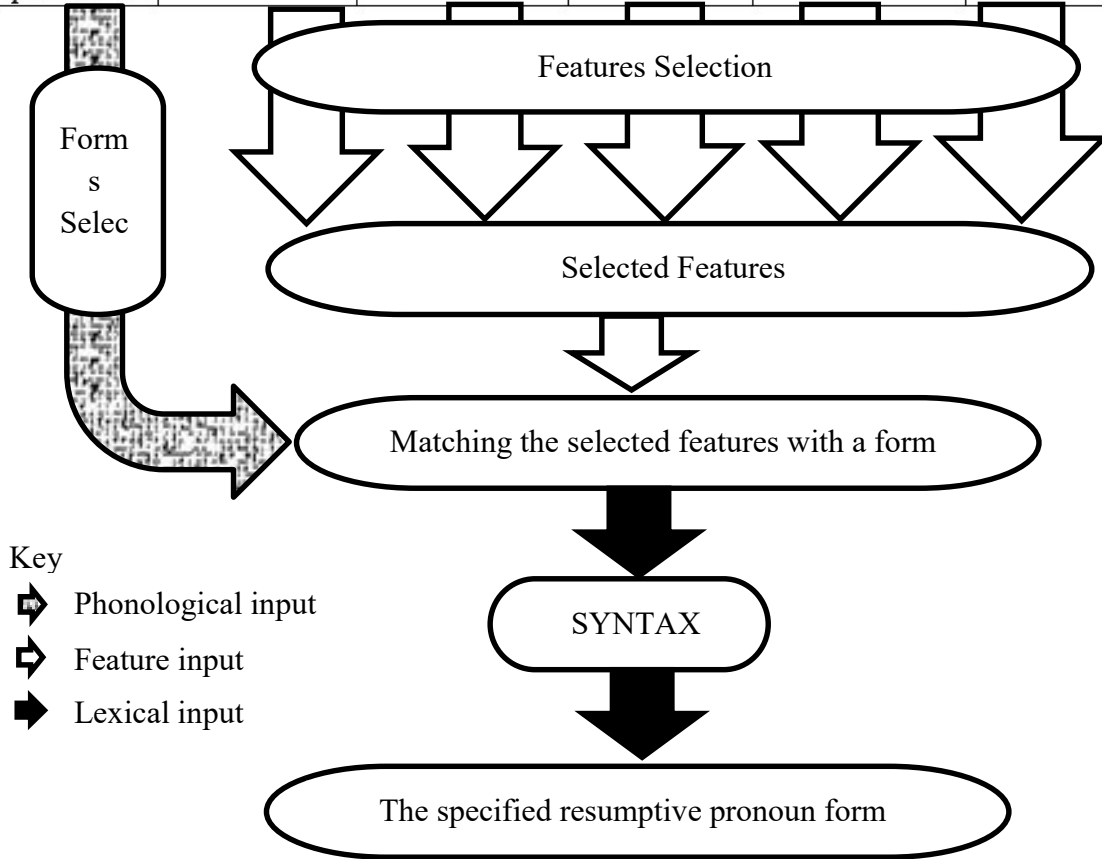 Features Selection
Form
s
Selec
Selected Features
Matching the selected features with a form
Key
Phonological input
Feature input
Lexical input
SYNTAX
The specified resumptive pronoun form